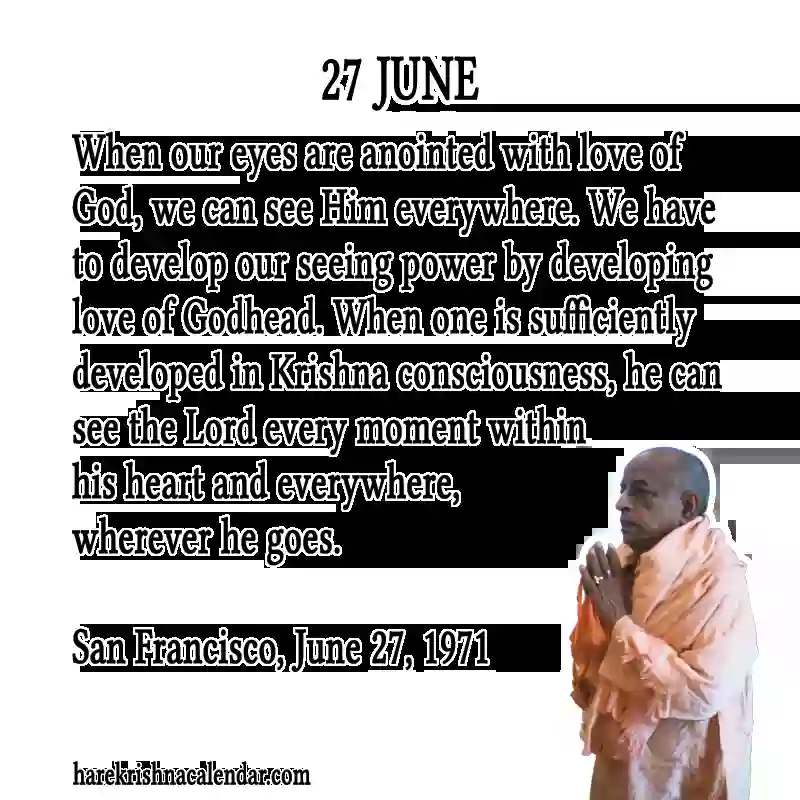 27 JUNE
When our eyes are anointed with love of
God, we can see Him everywhere. We have
to develop our seeing power by developing
love of Godhead. When one is sufficiently
developed in Krishna consciousness, he can
see the Lord every moment within
his heart and everywhere,
wherever he goes.
San Francisco, June 27, 1971
harekrishnacalendar.com